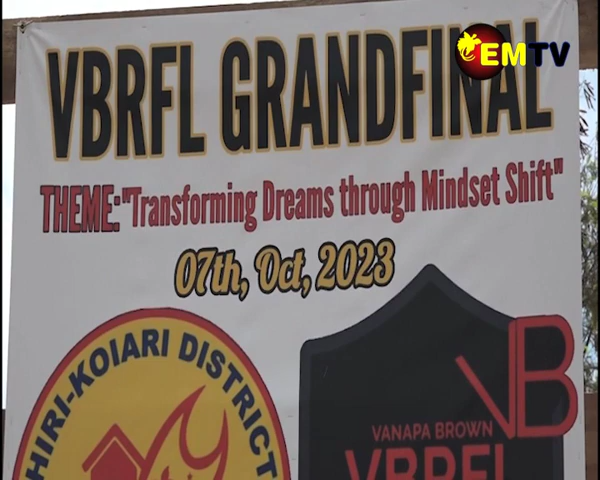 EMTV
VBRFL GRANDFINAL
THEME:"Transforming Dreams through Mindset Shift"
07th, Oct, 2023
HIRI-KOIARI DISTRICT
VB
VANAPA BROWN
VBRFL